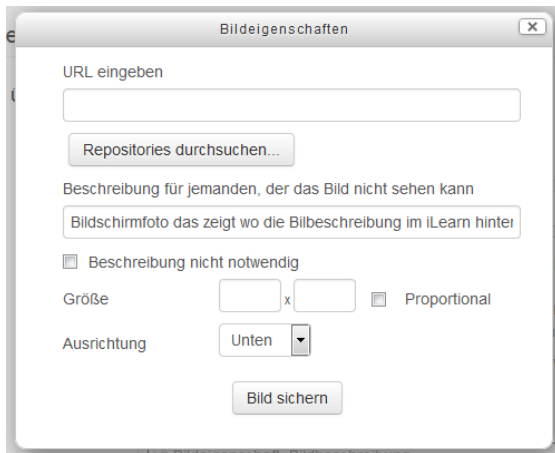 Bildeigenschaften
URL eingeben
Repositories durchsuchen...
Beschreibung für jemanden, der das Bild nicht sehen kann
Bildschirmfoto das zeigt wo die Bilbeschreibung im iLearn hinter
Beschreibung nicht notwendig
Größe x Proportional
Ausrichtung Unten
Bild sichern